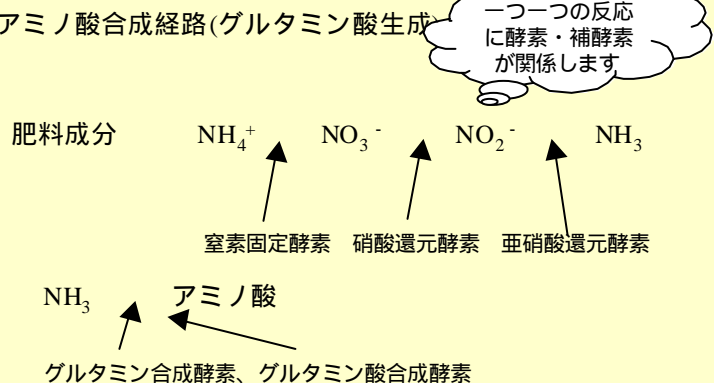 アミノ酸合成経路(グルタミン酸生成)
一つ一つの反応
に酵素・補酵素
が関係します
肥料成分 NH₄⁺ NO₃⁻ NO₂⁻ NH₃
窒素固定酵素 硝酸還元酵素 亜硝酸還元酵素
NH₃ アミノ酸
グルタミン合成酵素、グルタミン酸合成酵素